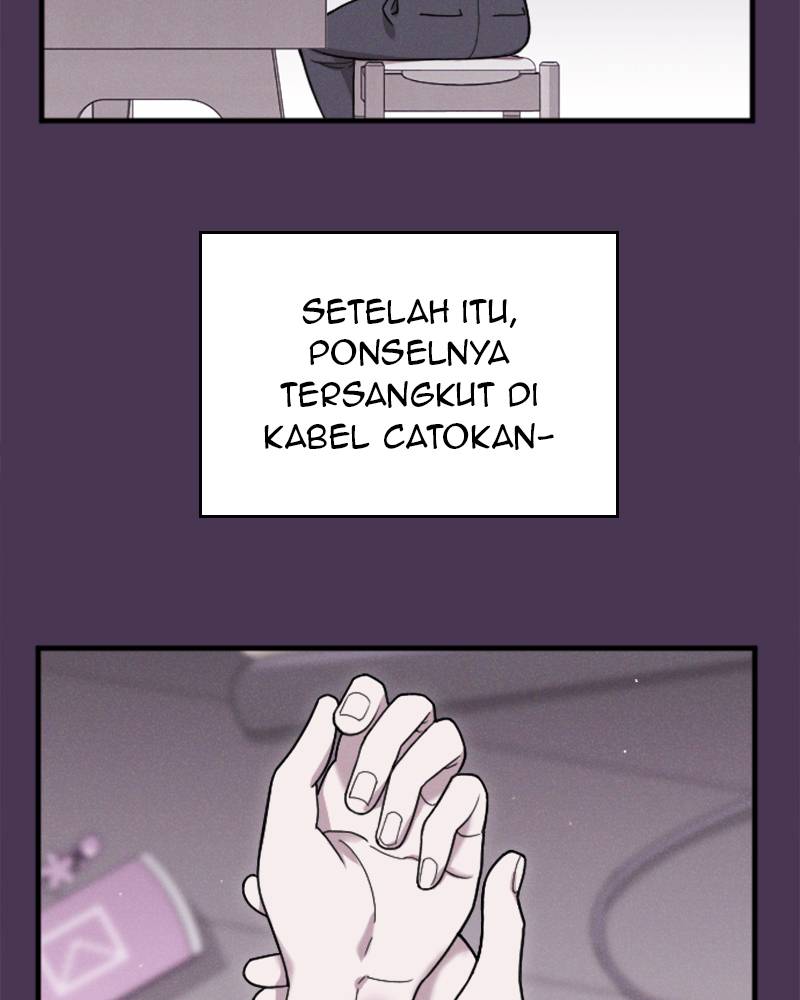 SETELAH ITU,
PONSELNYA
TERSANGKUT DI
KABEL CATOKAN-